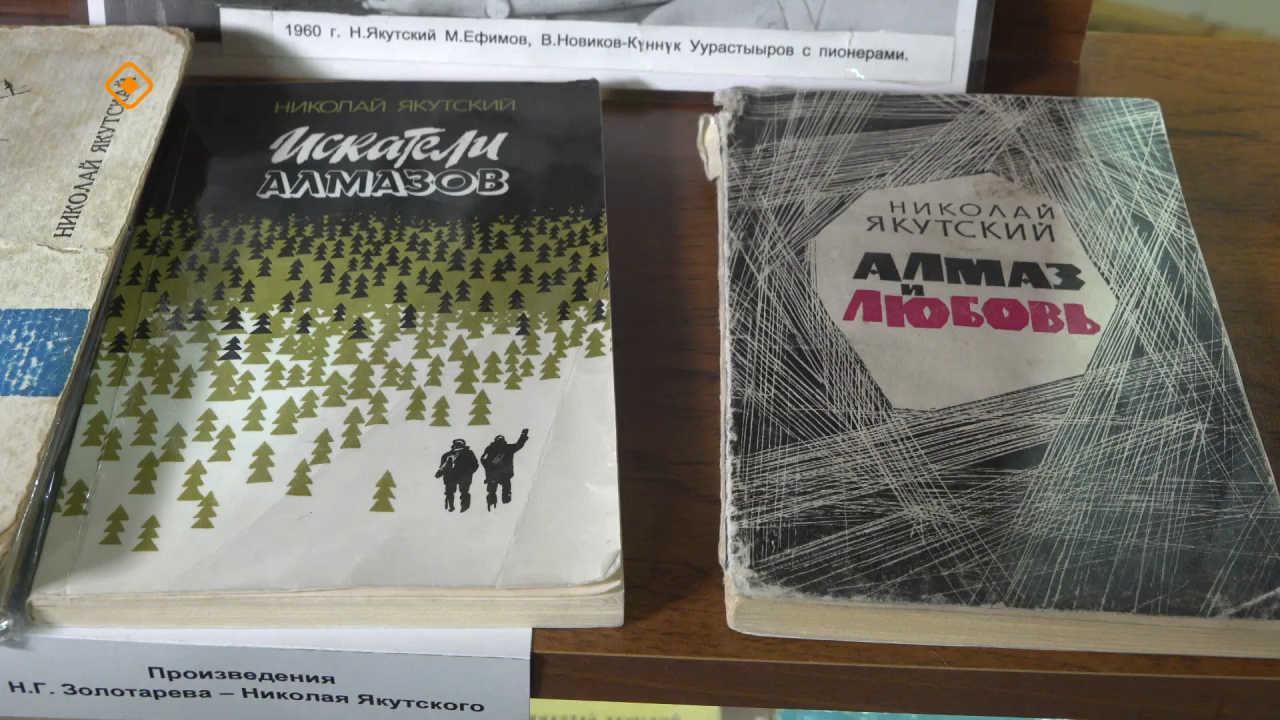 1960 г. Н.Якутский М.Ефимов, В.Новиков-Күннүк Уурастыыров с пионерами.
НИКОЛАЙ ЯКУТСКИЙ
НИКОЛАЙ ЯКУТСКИЙ
Искатели
АЛМАЗОВ
НИКОЛАЙ
ЯКУТСКИЙ
АЛМАЗ
и
ЛЮБОВЬ
Произведения
Н.Г. Золотарева – Николая Якутского